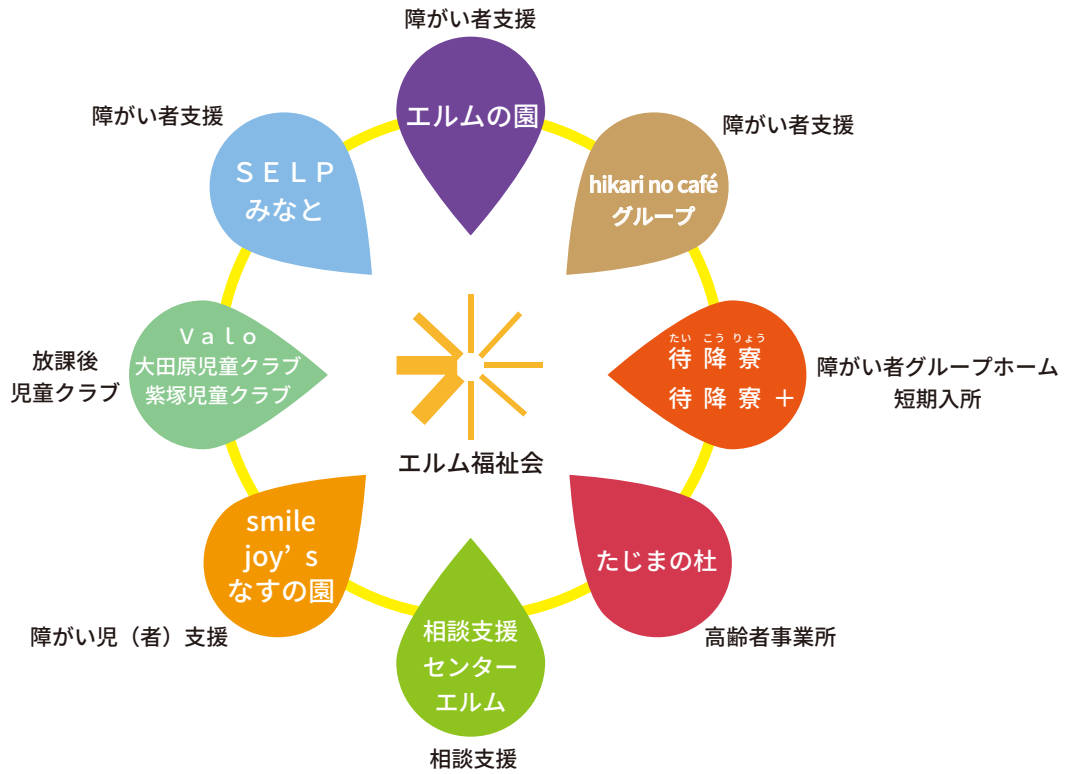 障がい者支援
エルムの園
障がい者支援
hikari no café
グループ
たい こう りょう
待降寮
待降寮＋
障がい者グループホーム
短期入所
たじまの杜
高齢者事業所
相談支援
センター
エルム
相談支援
smile
joy’s
なすの園
障がい児（者）支援
Valo
大田原児童クラブ
紫塚児童クラブ
放課後
児童クラブ
障がい者支援
ＳＥＬＰ
みなと
エルム福祉会